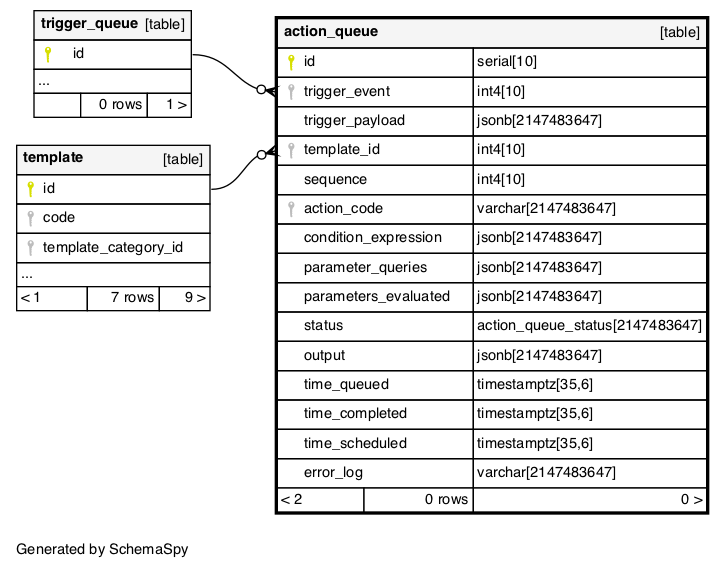 trigger_queue [table]
id
...
0 rows 1 >
template [table]
id
code
template_category_id
...
< 1 7 rows 9 >
action_queue [table]
id serial[10]
trigger_event int4[10]
trigger_payload jsonb[2147483647]
template_id int4[10]
sequence int4[10]
action_code varchar[2147483647]
condition_expression jsonb[2147483647]
parameter_queries jsonb[2147483647]
parameters_evaluated jsonb[2147483647]
status action_queue_status[2147483647]
output jsonb[2147483647]
time_queued timestamptz[35,6]
time_completed timestamptz[35,6]
time_scheduled timestamptz[35,6]
error_log varchar[2147483647]
< 2 0 rows 0 >
Generated by SchemaSpy